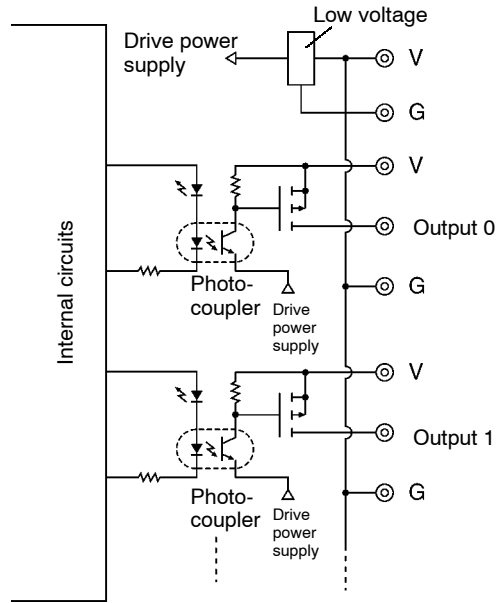 Low voltage
Drive power
supply
V
G
V
Output 0
Internal circuits
Photo-
coupler
G
Drive
power
supply
V
Output 1
Photo-
coupler
G
Drive
power
supply